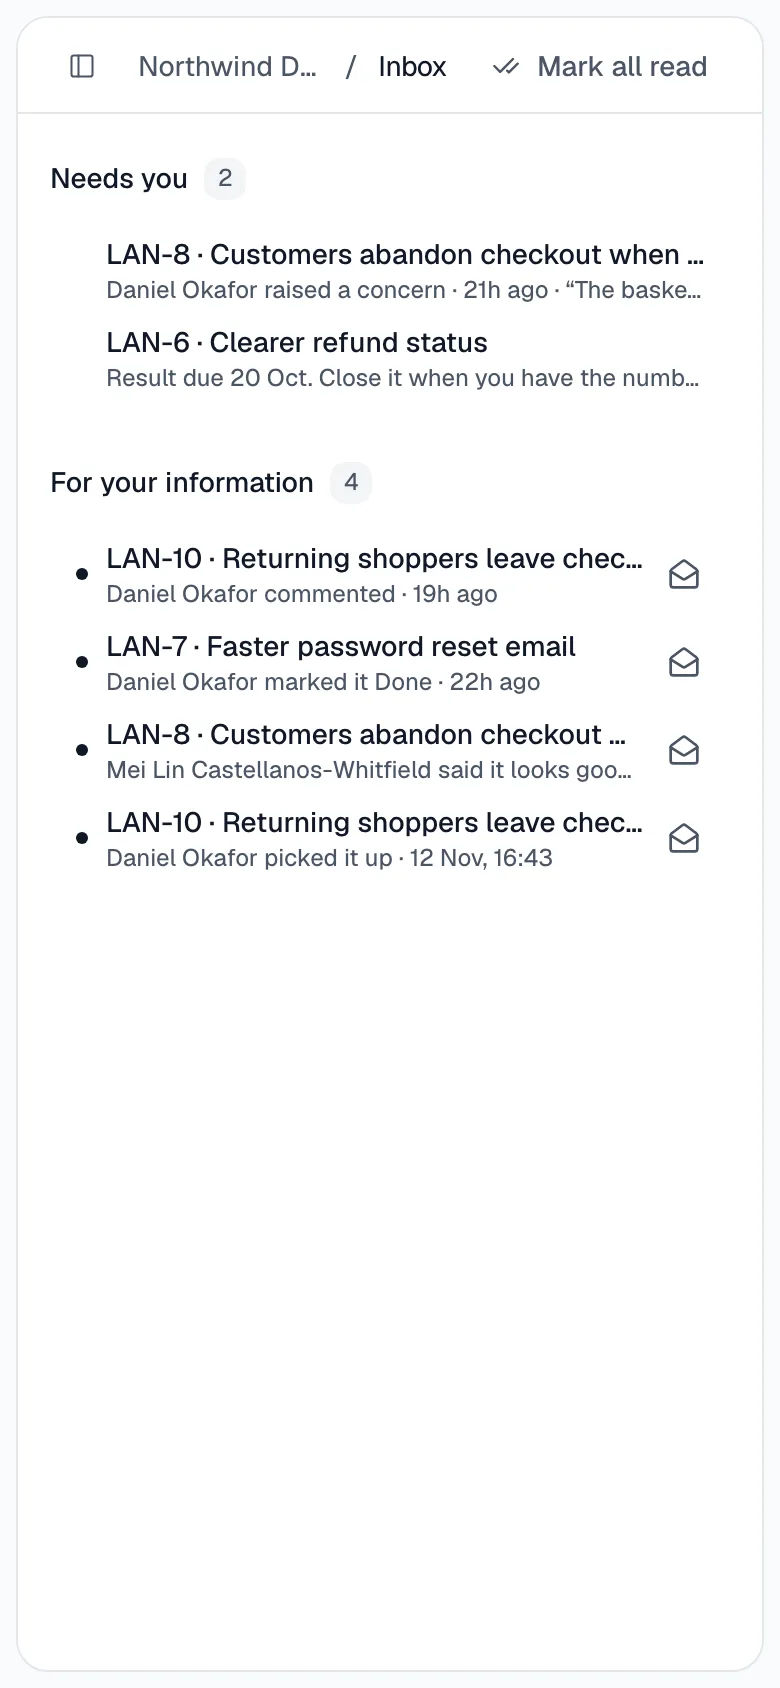 Northwind D... / Inbox Mark all read
Needs you 2
LAN-8 · Customers abandon checkout when ...
Daniel Okafor raised a concern · 21h ago · “The baske...
LAN-6 · Clearer refund status
Result due 20 Oct. Close it when you have the numb...
For your information 4
LAN-10 · Returning shoppers leave chec...
Daniel Okafor commented · 19h ago
LAN-7 · Faster password reset email
Daniel Okafor marked it Done · 22h ago
LAN-8 · Customers abandon checkout ...
Mei Lin Castellanos-Whitfield said it looks goo...
LAN-10 · Returning shoppers leave chec...
Daniel Okafor picked it up · 12 Nov, 16:43